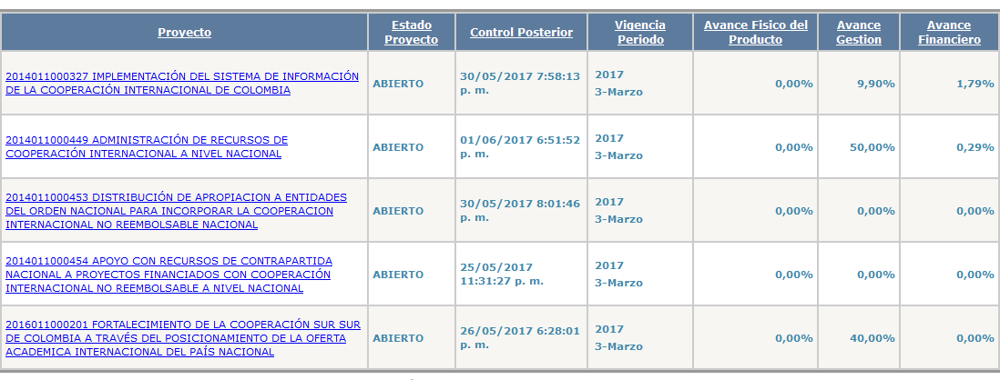 Proyecto
Estado
Proyecto
Control Posterior
Vigencia
Periodo
Avance Fisico del
Producto
Avance
Gestion
Avance
Financiero
2014011000327 IMPLEMENTACIÓN DEL SISTEMA DE INFORMACIÓN
DE LA COOPERACIÓN INTERNACIONAL DE COLOMBIA
ABIERTO
30/05/2017 7:58:13
p. m.
2017
3-Marzo
0,00%
9,90%
1,79%
2014011000449 ADMINISTRACIÓN DE RECURSOS DE
COOPERACIÓN INTERNACIONAL A NIVEL NACIONAL
ABIERTO
01/06/2017 6:51:52
p. m.
2017
3-Marzo
0,00%
50,00%
0,29%
2014011000453 DISTRIBUCIÓN DE APROPIACION A ENTIDADES
DEL ORDEN NACIONAL PARA INCORPORAR LA COOPERACION
INTERNACIONAL NO REEMBOLSABLE NACIONAL
ABIERTO
30/05/2017 8:01:46
p. m.
2017
3-Marzo
0,00%
0,00%
0,00%
2014011000454 APOYO CON RECURSOS DE CONTRAPARTIDA
NACIONAL A PROYECTOS FINANCIADOS CON COOPERACIÓN
INTERNACIONAL NO REEMBOLSABLE A NIVEL NACIONAL
ABIERTO
25/05/2017
11:31:27 p. m.
2017
3-Marzo
0,00%
0,00%
0,00%
2016011000201 FORTALECIMIENTO DE LA COOPERACIÓN SUR SUR
DE COLOMBIA A TRAVÉS DEL POSICIONAMIENTO DE LA OFERTA
ACADEMICA INTERNACIONAL DEL PAÍS NACIONAL
ABIERTO
26/05/2017 6:28:01
p. m.
2017
3-Marzo
0,00%
40,00%
0,00%